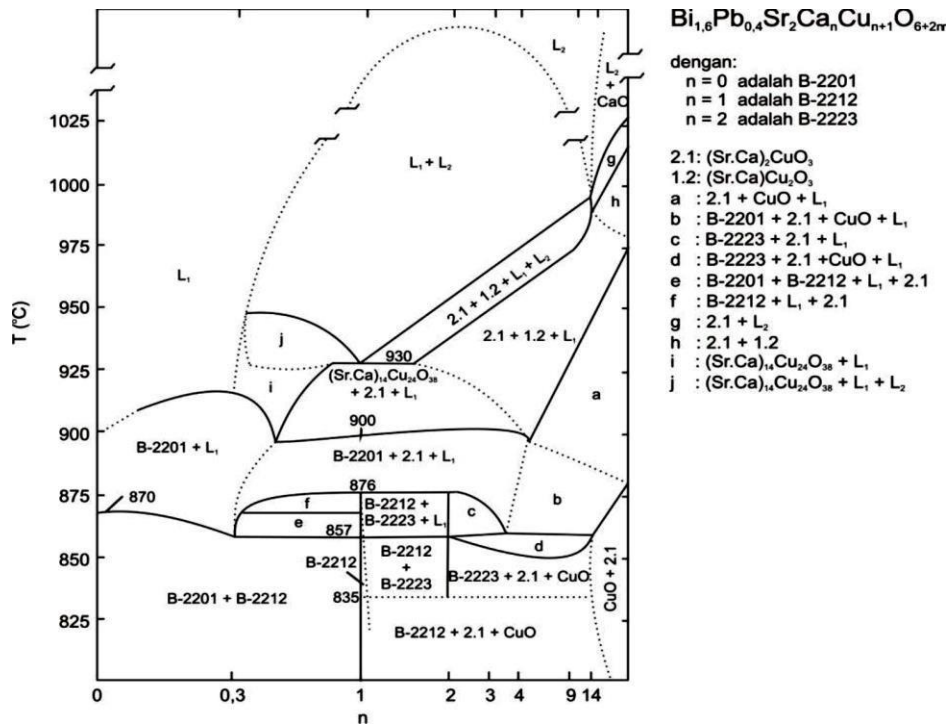 Bi₁,₆Pb₀,₄Sr₂CaₙCuₙ₊₁O₆₊₂ₘ
dengan:
n = 0 adalah B-2201
n = 1 adalah B-2212
n = 2 adalah B-2223
2.1: (Sr.Ca)₂CuO₃
1.2: (Sr.Ca)Cu₂O₃
a : 2.1 + CuO + L₁
b : B-2201 + 2.1 + CuO + L₁
c : B-2223 + 2.1 + L₁
d : B-2223 + 2.1 +CuO + L₁
e : B-2201 + B-2212 + L₁ + 2.1
f : B-2212 + L₁ + 2.1
g : 2.1 + L₂
h : 2.1 + 1.2
i : (Sr.Ca)₁₄Cu₂₄O₃₈ + L₁
j : (Sr.Ca)₁₄Cu₂₄O₃₈ + L₁ + L₂
T (°C)
1025
1000
975
950
925
900
875
850
825
0
0,3
1
2
3
4
9
14
n
L₂
L₂
+
CaO
L₁ + L₂
L₁
g
h
2.1 + 1.2 + L₁ + L₂
2.1 + 1.2 + L₁
j
930
(Sr.Ca)₁₄Cu₂₄O₃₈
+ 2.1 + L₁
i
a
900
B-2201 + L₁
B-2201 + 2.1 + L₁
876
870
f
B-2212 +
B-2223 + L₁
c
b
e
857
d
B-2212
B-2212
+
B-2223
B-2223 + 2.1 + CuO
835
B-2201 + B-2212
B-2212 + 2.1 + CuO
CuO + 2.1